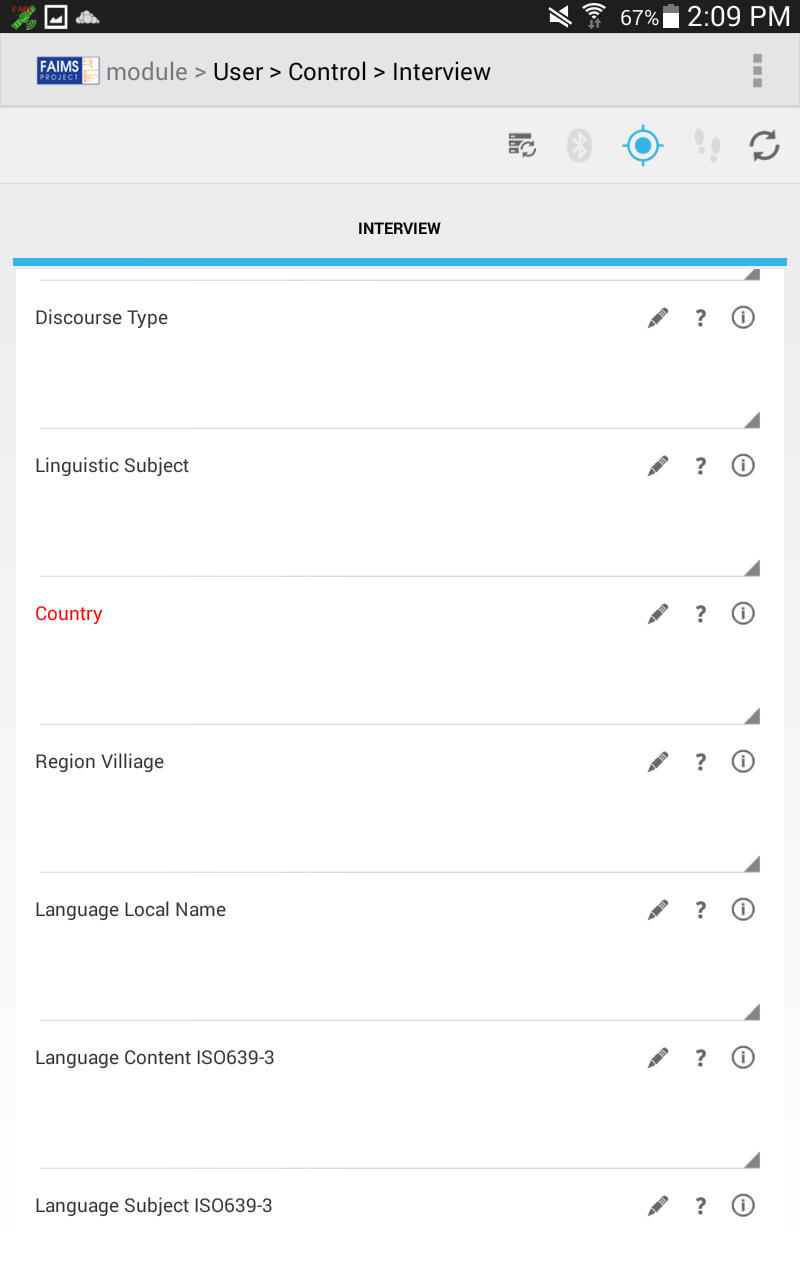 67% 2:09 PM
FAIMS
PROJECT
module > User > Control > Interview
INTERVIEW
Discourse Type ?
Linguistic Subject ?
Country ?
Region Villiage ?
Language Local Name ?
Language Content ISO639-3 ?
Language Subject ISO639-3 ?